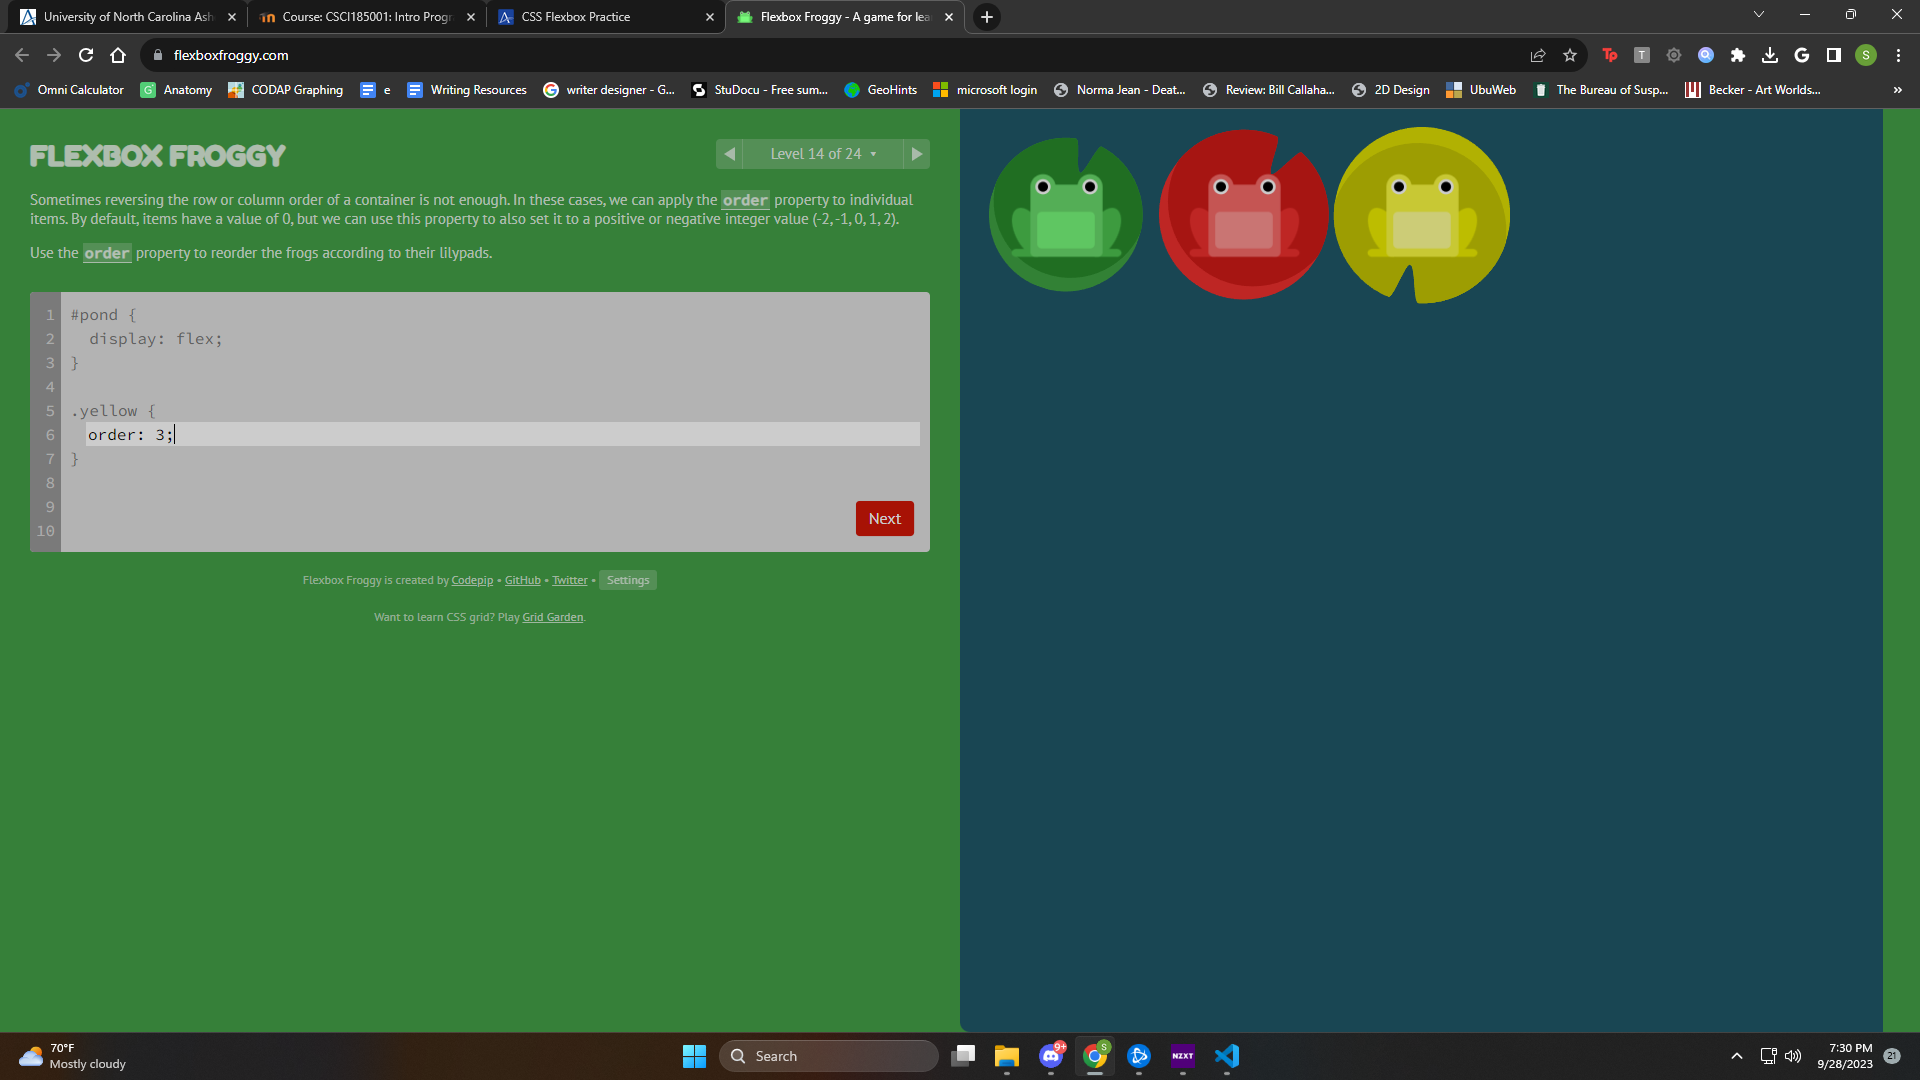 University of North Carolina Ash
Course: CSCI185001: Intro Progr
CSS Flexbox Practice
Flexbox Froggy - A game for lea
flexboxfroggy.com
Tp
T
G
S
Omni Calculator
G
Anatomy
CODAP Graphing
e
Writing Resources
writer designer - G...
StuDocu - Free sum...
GeoHints
microsoft login
Norma Jean - Deat...
Review: Bill Callaha...
2D Design
UbuWeb
The Bureau of Susp...
Becker - Art Worlds...
»
FLEXBOX FROGGY
Level 14 of 24
Sometimes reversing the row or column order of a container is not enough. In these cases, we can apply the order property to individual
items. By default, items have a value of 0, but we can use this property to also set it to a positive or negative integer value (-2, -1, 0, 1, 2).
Use the order property to reorder the frogs according to their lilypads.
1 #pond {
2 display: flex;
3 }
4
5 .yellow {
6 order: 3;
7 }
8
9
10
Next
Flexbox Froggy is created by Codepip • GitHub • Twitter • Settings
Want to learn CSS grid? Play Grid Garden.
70°F
Mostly cloudy
Search
9+
S
NZXT
7:30 PM
9/28/2023
21